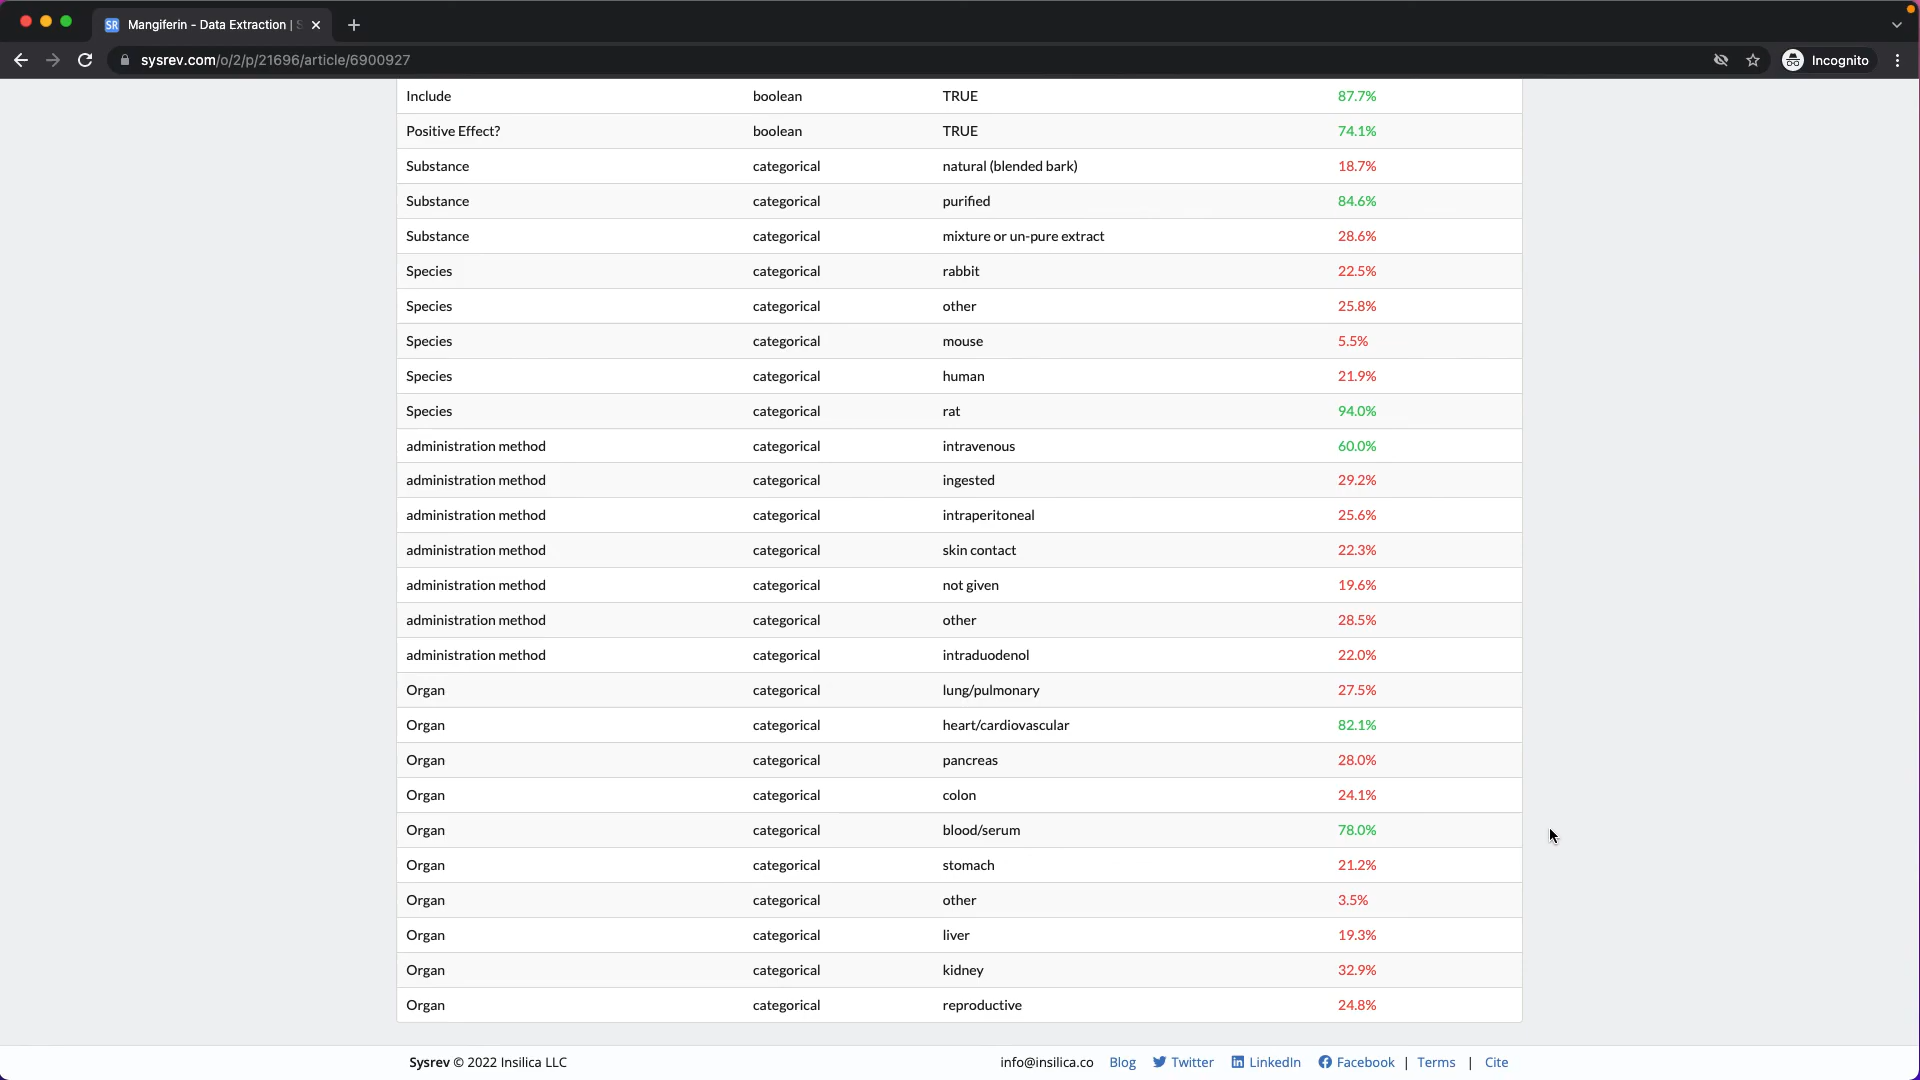 SR Mangiferin - Data Extraction | S
sysrev.com/o/2/p/21696/article/6900927 Incognito
Include boolean TRUE 87.7%
Positive Effect? boolean TRUE 74.1%
Substance categorical natural (blended bark) 18.7%
Substance categorical purified 84.6%
Substance categorical mixture or un-pure extract 28.6%
Species categorical rabbit 22.5%
Species categorical other 25.8%
Species categorical mouse 5.5%
Species categorical human 21.9%
Species categorical rat 94.0%
administration method categorical intravenous 60.0%
administration method categorical ingested 29.2%
administration method categorical intraperitoneal 25.6%
administration method categorical skin contact 22.3%
administration method categorical not given 19.6%
administration method categorical other 28.5%
administration method categorical intraduodenol 22.0%
Organ categorical lung/pulmonary 27.5%
Organ categorical heart/cardiovascular 82.1%
Organ categorical pancreas 28.0%
Organ categorical colon 24.1%
Organ categorical blood/serum 78.0%
Organ categorical stomach 21.2%
Organ categorical other 3.5%
Organ categorical liver 19.3%
Organ categorical kidney 32.9%
Organ categorical reproductive 24.8%
Sysrev © 2022 Insilica LLC info@insilica.co Blog Twitter LinkedIn Facebook | Terms | Cite